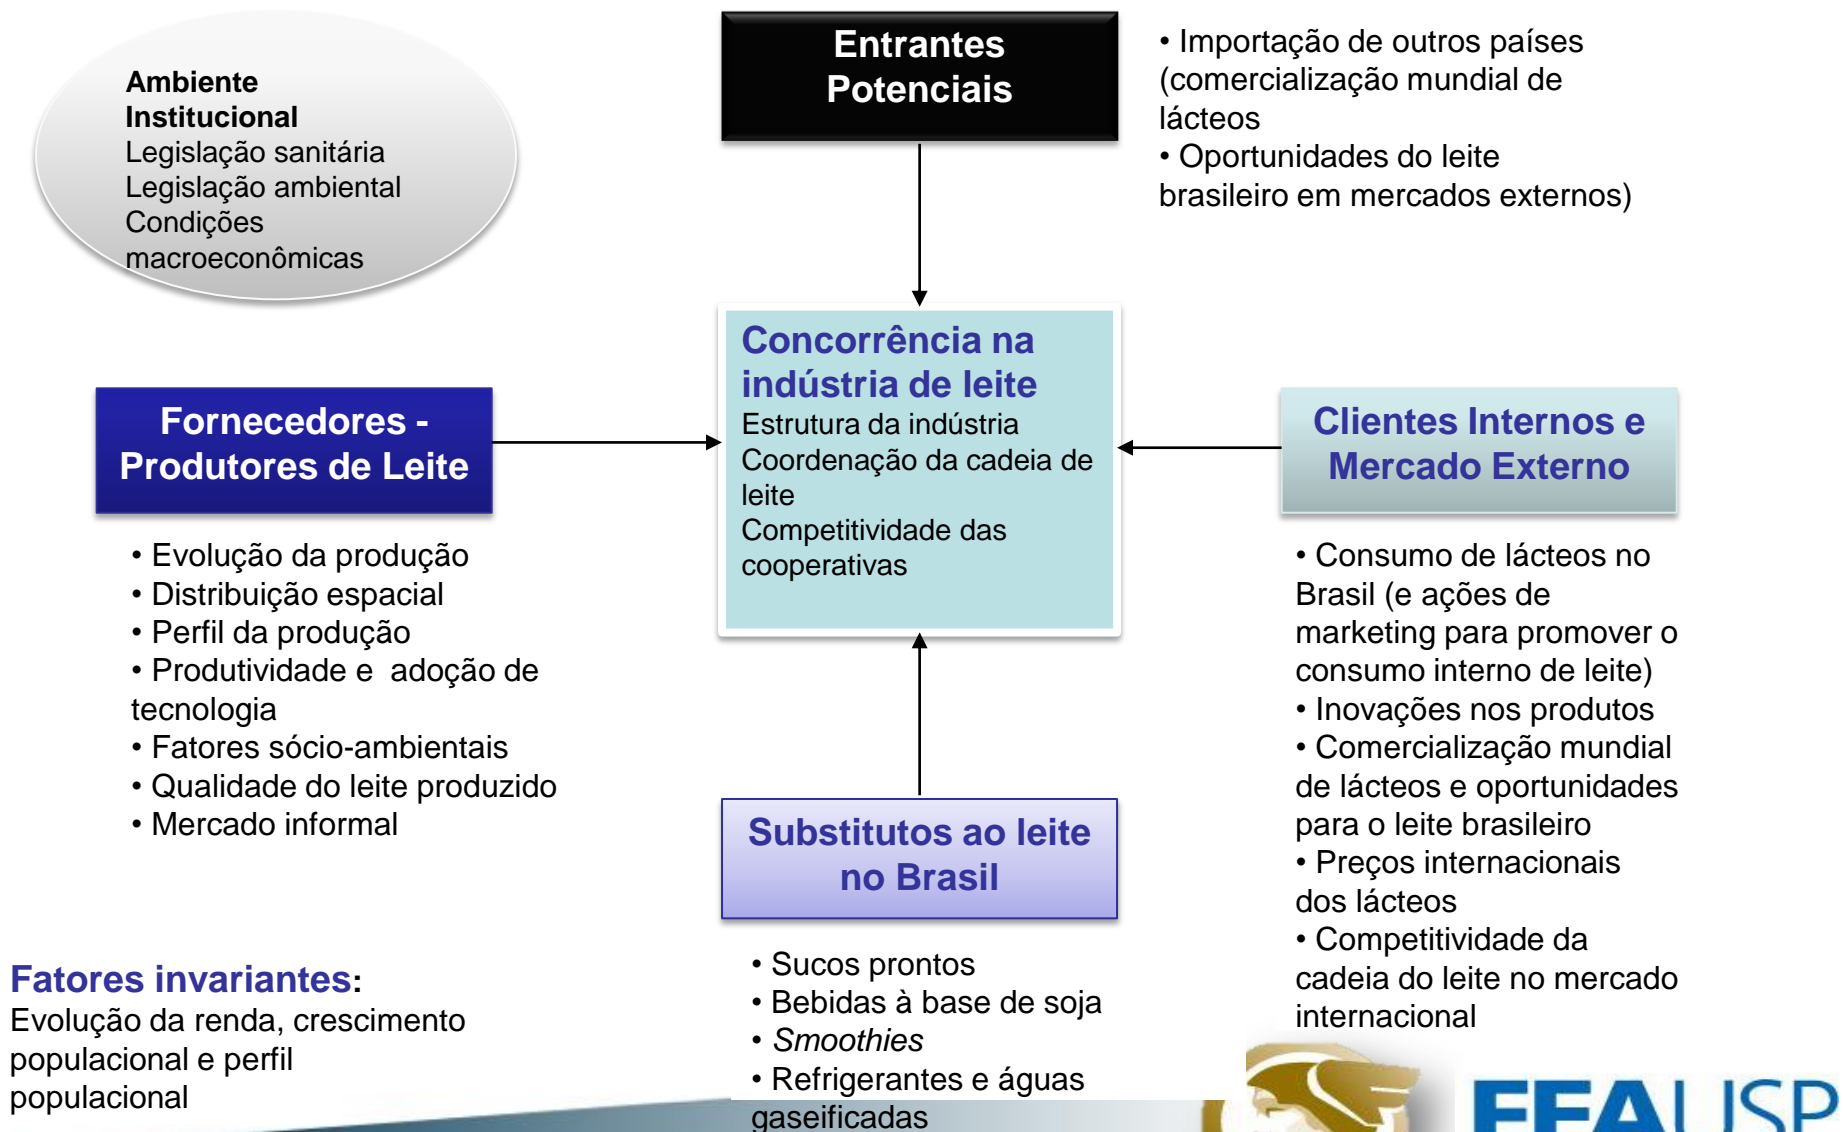 Ambiente
Institucional
Legislação sanitária
Legislação ambiental
Condições
macroeconômicas
Entrantes
Potenciais
• Importação de outros países
(comercialização mundial de
lácteos
• Oportunidades do leite
brasileiro em mercados externos)
Fornecedores -
Produtores de Leite
• Evolução da produção
• Distribuição espacial
• Perfil da produção
• Produtividade e  adoção de
tecnologia
• Fatores sócio-ambientais
• Qualidade do leite produzido
• Mercado informal
Concorrência na
indústria de leite
Estrutura da indústria
Coordenação da cadeia de
leite
Competitividade das
cooperativas
Clientes Internos e
Mercado Externo
• Consumo de lácteos no
Brasil (e ações de
marketing para promover o
consumo interno de leite)
• Inovações nos produtos
• Comercialização mundial
de lácteos e oportunidades
para o leite brasileiro
• Preços internacionais
dos lácteos
• Competitividade da
cadeia do leite no mercado
internacional
Substitutos ao leite
no Brasil
• Sucos prontos
• Bebidas à base de soja
• Smoothies
• Refrigerantes e águas
gaseificadas
Fatores invariantes:
Evolução da renda, crescimento
populacional e perfil
populacional
FEAUSP